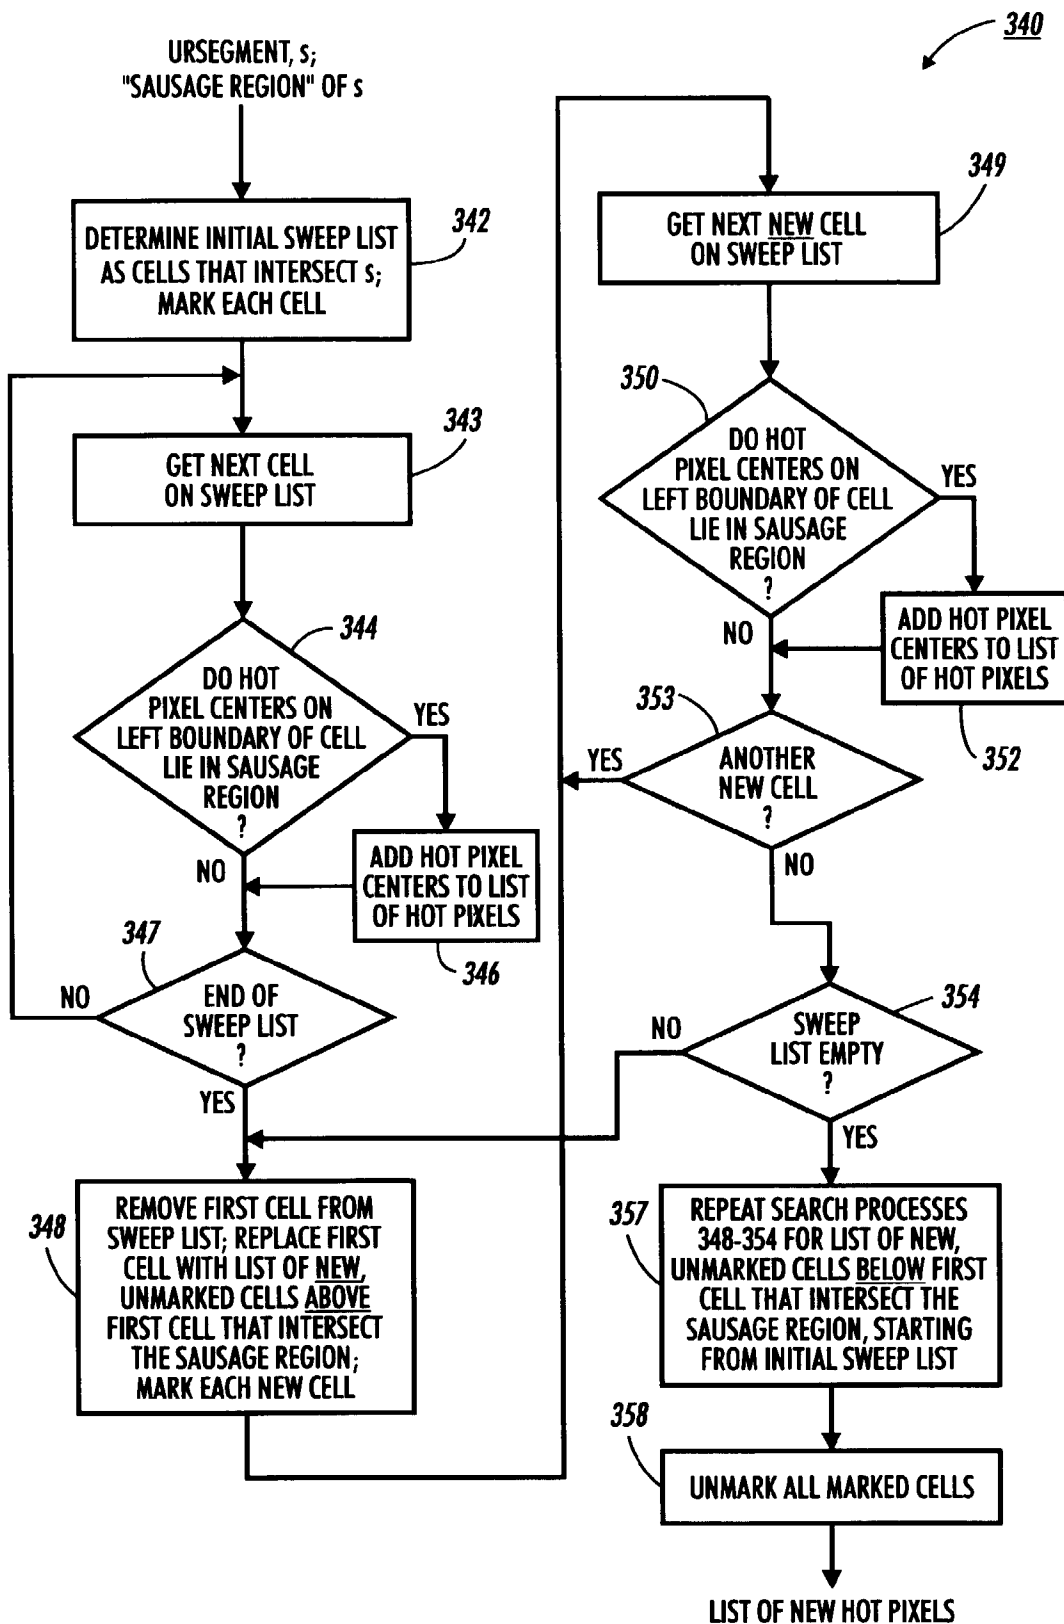 340
URSEGMENT, s;
"SAUSAGE REGION" OF s
342
DETERMINE INITIAL SWEEP LIST
AS CELLS THAT INTERSECT s;
MARK EACH CELL
343
GET NEXT CELL
ON SWEEP LIST
344
DO HOT
PIXEL CENTERS ON
LEFT BOUNDARY OF CELL
LIE IN SAUSAGE
REGION
?
YES
NO
ADD HOT PIXEL
CENTERS TO LIST
OF HOT PIXELS
346
347
END OF
SWEEP LIST
?
NO
YES
348
REMOVE FIRST CELL FROM
SWEEP LIST; REPLACE FIRST
CELL WITH LIST OF NEW,
UNMARKED CELLS ABOVE
FIRST CELL THAT INTERSECT
THE SAUSAGE REGION;
MARK EACH NEW CELL
349
GET NEXT NEW CELL
ON SWEEP LIST
350
DO HOT
PIXEL CENTERS ON
LEFT BOUNDARY OF CELL
LIE IN SAUSAGE
REGION
?
YES
NO
ADD HOT PIXEL
CENTERS TO LIST
OF HOT PIXELS
352
353
ANOTHER
NEW CELL
?
YES
NO
354
SWEEP
LIST EMPTY
?
NO
YES
357
REPEAT SEARCH PROCESSES
348-354 FOR LIST OF NEW,
UNMARKED CELLS BELOW FIRST
CELL THAT INTERSECT THE
SAUSAGE REGION, STARTING
FROM INITIAL SWEEP LIST
358
UNMARK ALL MARKED CELLS
LIST OF NEW HOT PIXELS